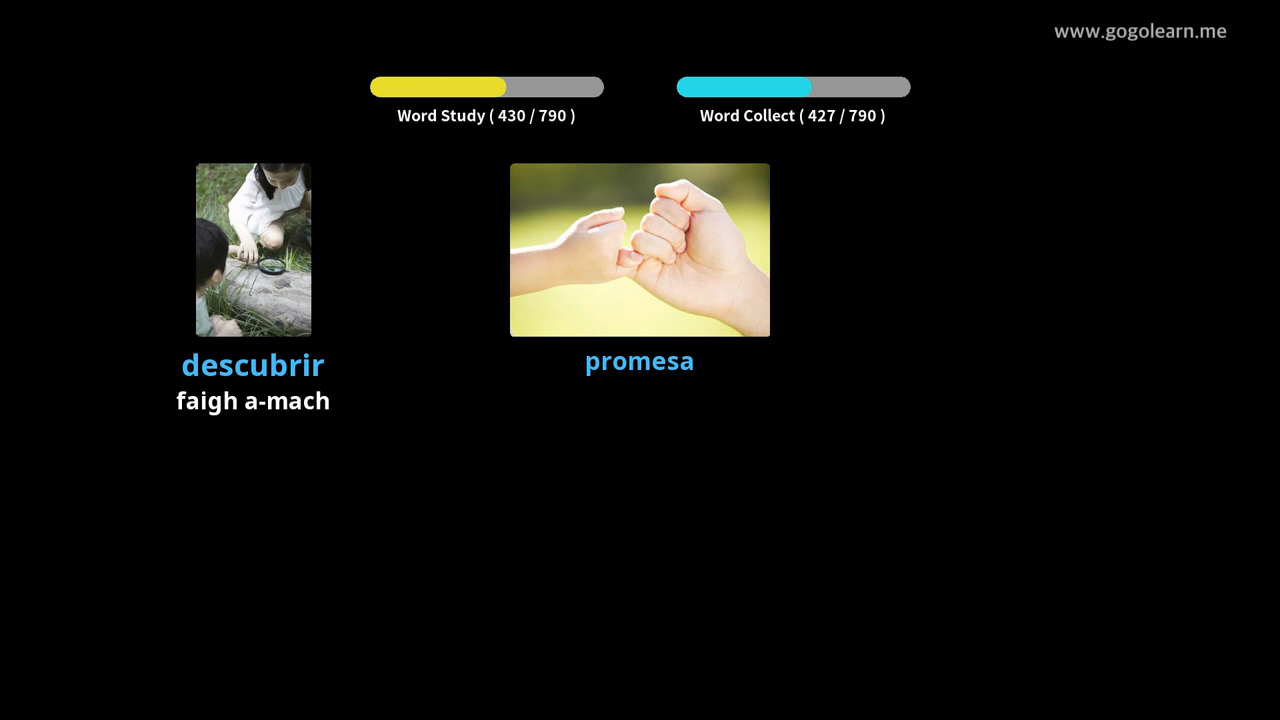 www.gogolearn.me
Word Study ( 430 / 790 )
Word Collect ( 427 / 790 )
descubrir
faigh a-mach
promesa